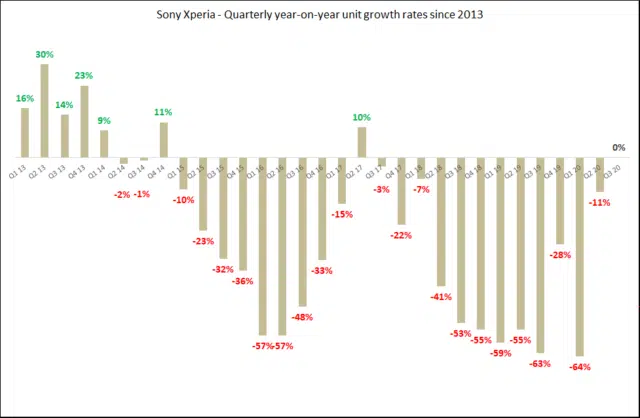 Sony Xperia - Quarterly year-on-year unit growth rates since 2013
16%
30%
14%
23%
9%
-2%
-1%
11%
-10%
-23%
-32%
-36%
-57%
-57%
-48%
-33%
-15%
10%
-3%
-22%
-7%
-41%
-53%
-55%
-59%
-55%
-63%
-28%
-64%
-11%
0%
Q1 13
Q2 13
Q3 13
Q4 13
Q1 14
Q2 14
Q3 14
Q4 14
Q1 15
Q2 15
Q3 15
Q4 15
Q1 16
Q2 16
Q3 16
Q4 16
Q1 17
Q2 17
Q3 17
Q4 17
Q1 18
Q2 18
Q3 18
Q4 18
Q1 19
Q2 19
Q3 19
Q4 19
Q1 20
Q2 20
Q3 20